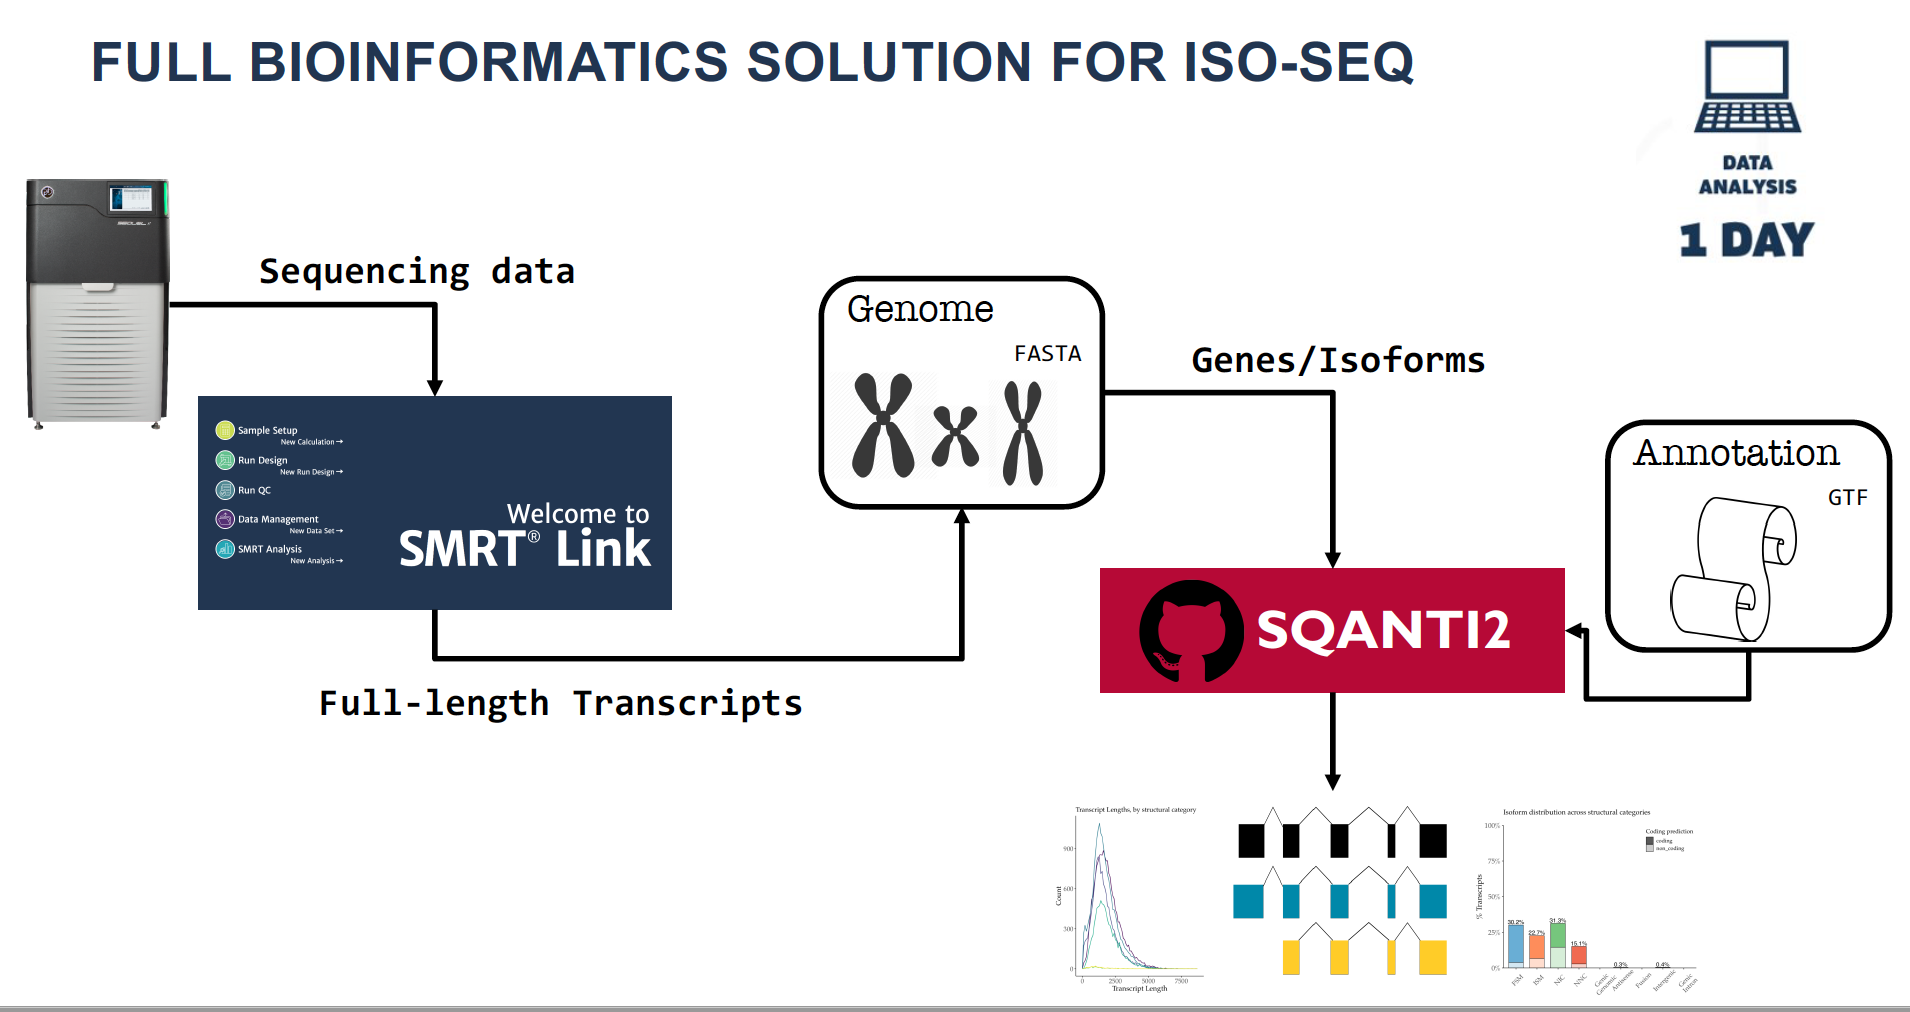 FULL BIOINFORMATICS SOLUTION FOR ISO-SEQ
DATA
ANALYSIS
1 DAY
SEQUEL II
Sequencing data
Sample Setup
New Calculation →
Run Design
New Run Design →
Run QC
Data Management
New Data Set →
SMRT Analysis
New Analysis →
Welcome to
SMRT® Link
Full-length Transcripts
Genome
FASTA
Genes/Isoforms
Annotation
GTF
SQANTI2
Transcript Lengths, by structural category
Count
900
600
300
0
0 2500 5000 7500
Transcript Length
Isoform distribution across structural categories
% Transcripts
100%
75%
50%
25%
0%
Coding prediction
coding
non_coding
30.2%
22.7%
31.3%
15.1%
0.3%
0.4%
FSM
ISM
NIC
NNC
Genic
Genomic
Antisense
Fusion
Intergenic
Genic
Intron